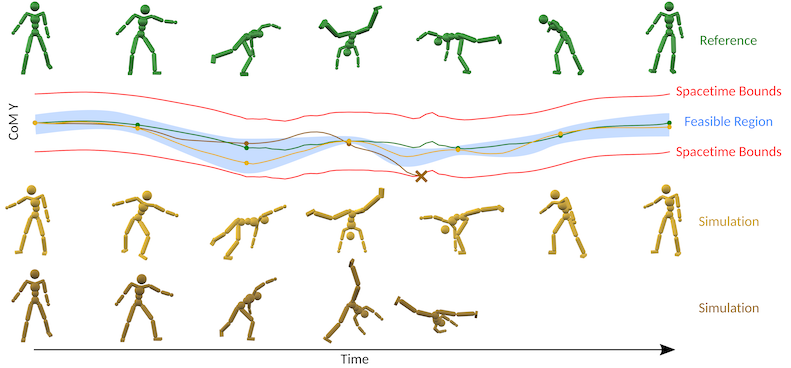 Reference
Spacetime Bounds
CoM Y
Feasible Region
Spacetime Bounds
Simulation
Simulation
Time